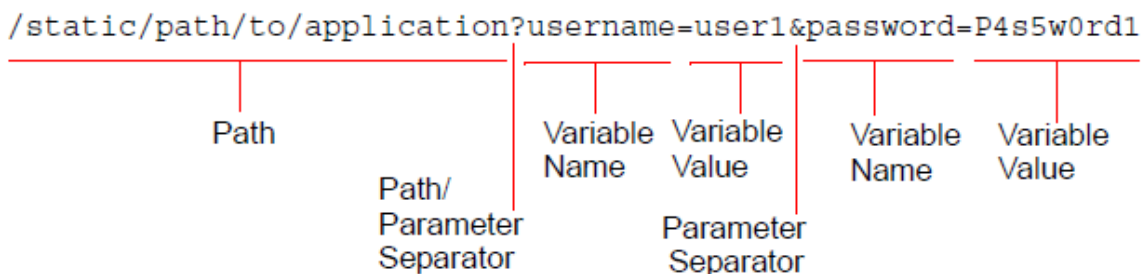 /static/path/to/application?username=user1&password=P4s5w0rd1
Path
Variable Name
Variable Value
Variable Name
Variable Value
Path/
Parameter
Separator
Parameter
Separator